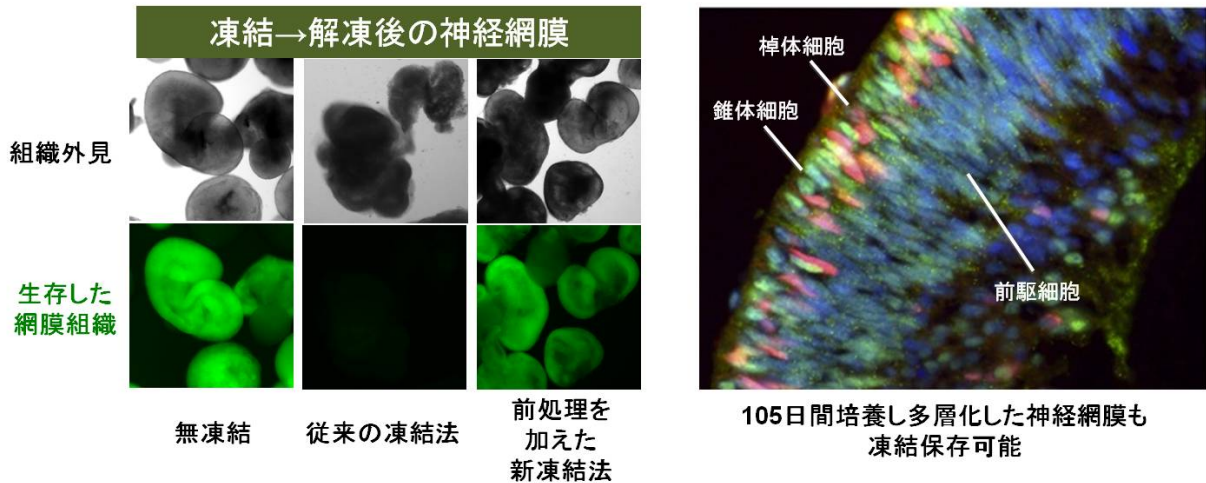 凍結→解凍後の神経網膜
組織外見
生存した
網膜組織
無凍結
従来の凍結法
前処理を
加えた
新凍結法
棹体細胞
錐体細胞
前駆細胞
105日間培養し多層化した神経網膜も
凍結保存可能